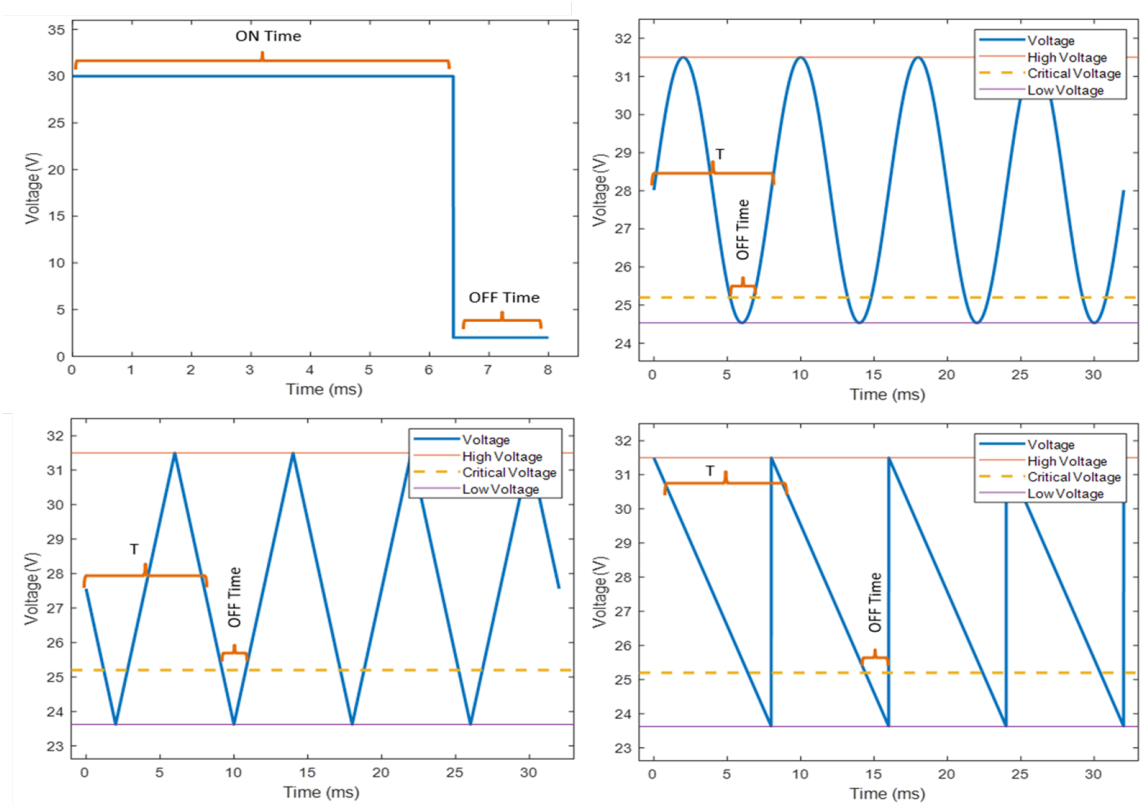 35
30
25
20
15
10
5
0
Voltage (V)
ON Time
OFF Time
0 1 2 3 4 5 6 7 8
Time (ms)
32
31
30
29
28
27
26
25
24
Voltage (V)
Voltage
High Voltage
Critical Voltage
Low Voltage
T
OFF Time
0 5 10 15 20 25 30
Time (ms)
32
31
30
29
28
27
26
25
24
23
Voltage (V)
Voltage
High Voltage
Critical Voltage
Low Voltage
T
OFF Time
0 5 10 15 20 25 30
Time (ms)
32
31
30
29
28
27
26
25
24
23
Voltage (V)
Voltage
High Voltage
Critical Voltage
Low Voltage
T
OFF Time
0 5 10 15 20 25 30
Time (ms)